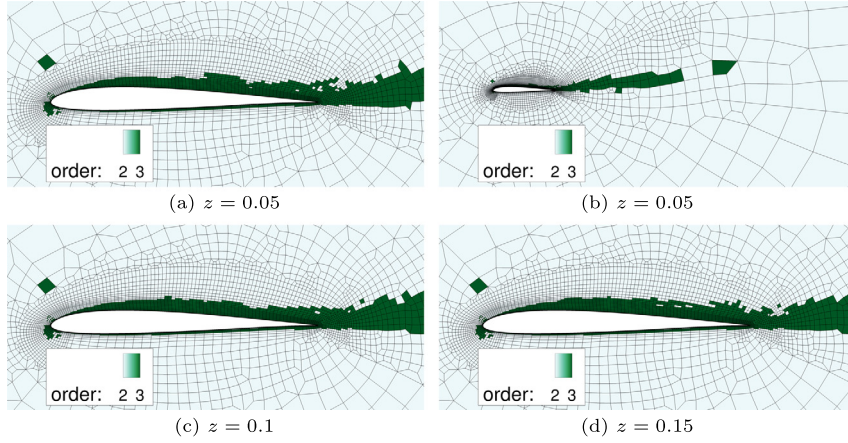 order: 2 3
order: 2 3
(a) z = 0.05
(b) z = 0.05
order: 2 3
order: 2 3
(c) z = 0.1
(d) z = 0.15